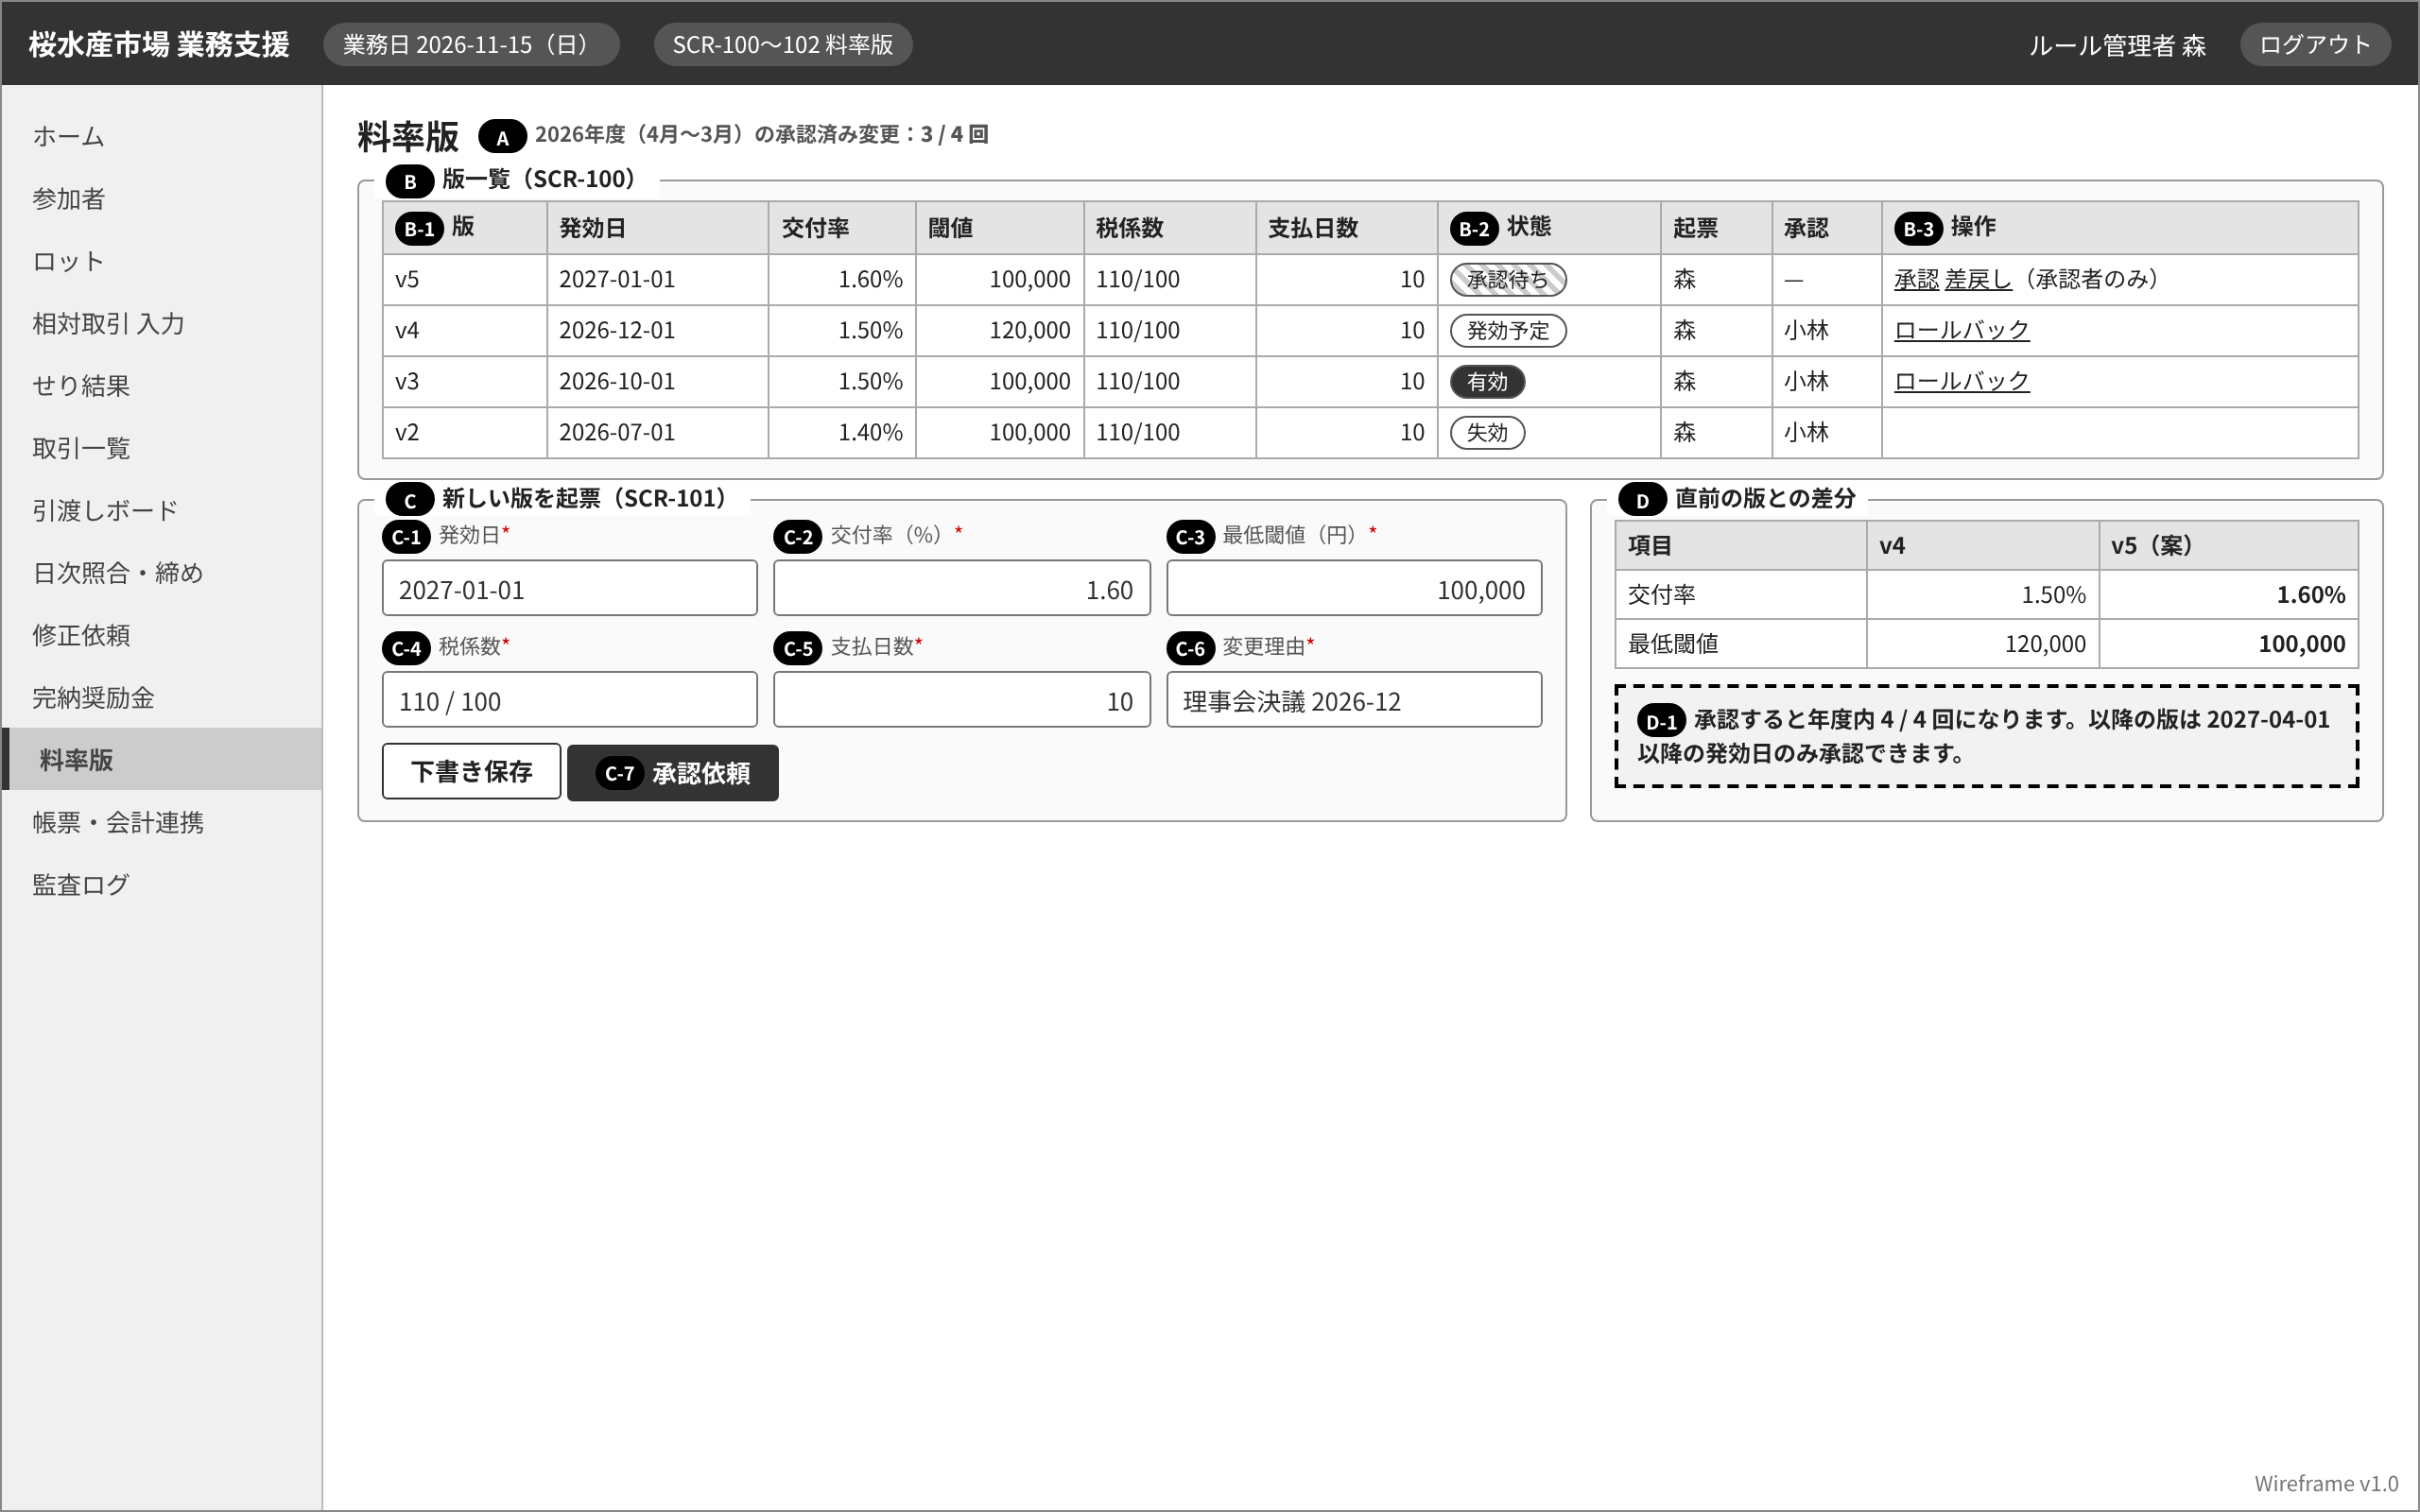 桜水産市場 業務支援 業務日 2026-11-15（日） SCR-100～102 料率版 ルール管理者 森 ログアウト
ホーム
参加者
ロット
相対取引 入力
せり結果
取引一覧
引渡しボード
日次照合・締め
修正依頼
完納奨励金
料率版
帳票・会計連携
監査ログ
料率版 A 2026年度（4月～3月）の承認済み変更：3 / 4 回
B 版一覧（SCR-100）
B-1 版 発効日 交付率 閾値 税係数 支払日数 B-2 状態 起票 承認 B-3 操作
v5 2027-01-01 1.60% 100,000 110/100 10 承認待ち 森 — 承認 差戻し（承認者のみ）
v4 2026-12-01 1.50% 120,000 110/100 10 発効予定 森 小林 ロールバック
v3 2026-10-01 1.50% 100,000 110/100 10 有効 森 小林 ロールバック
v2 2026-07-01 1.40% 100,000 110/100 10 失効 森 小林
C 新しい版を起票（SCR-101）
C-1 発効日* C-2 交付率（%）* C-3 最低閾値（円）*
2027-01-01 1.60 100,000
C-4 税係数* C-5 支払日数* C-6 変更理由*
110 / 100 10 理事会決議 2026-12
下書き保存 C-7 承認依頼
D 直前の版との差分
項目 v4 v5（案）
交付率 1.50% 1.60%
最低閾値 120,000 100,000
D-1 承認すると年度内 4 / 4 回になります。以降の版は 2027-04-01
以降の発効日のみ承認できます。
Wireframe v1.0